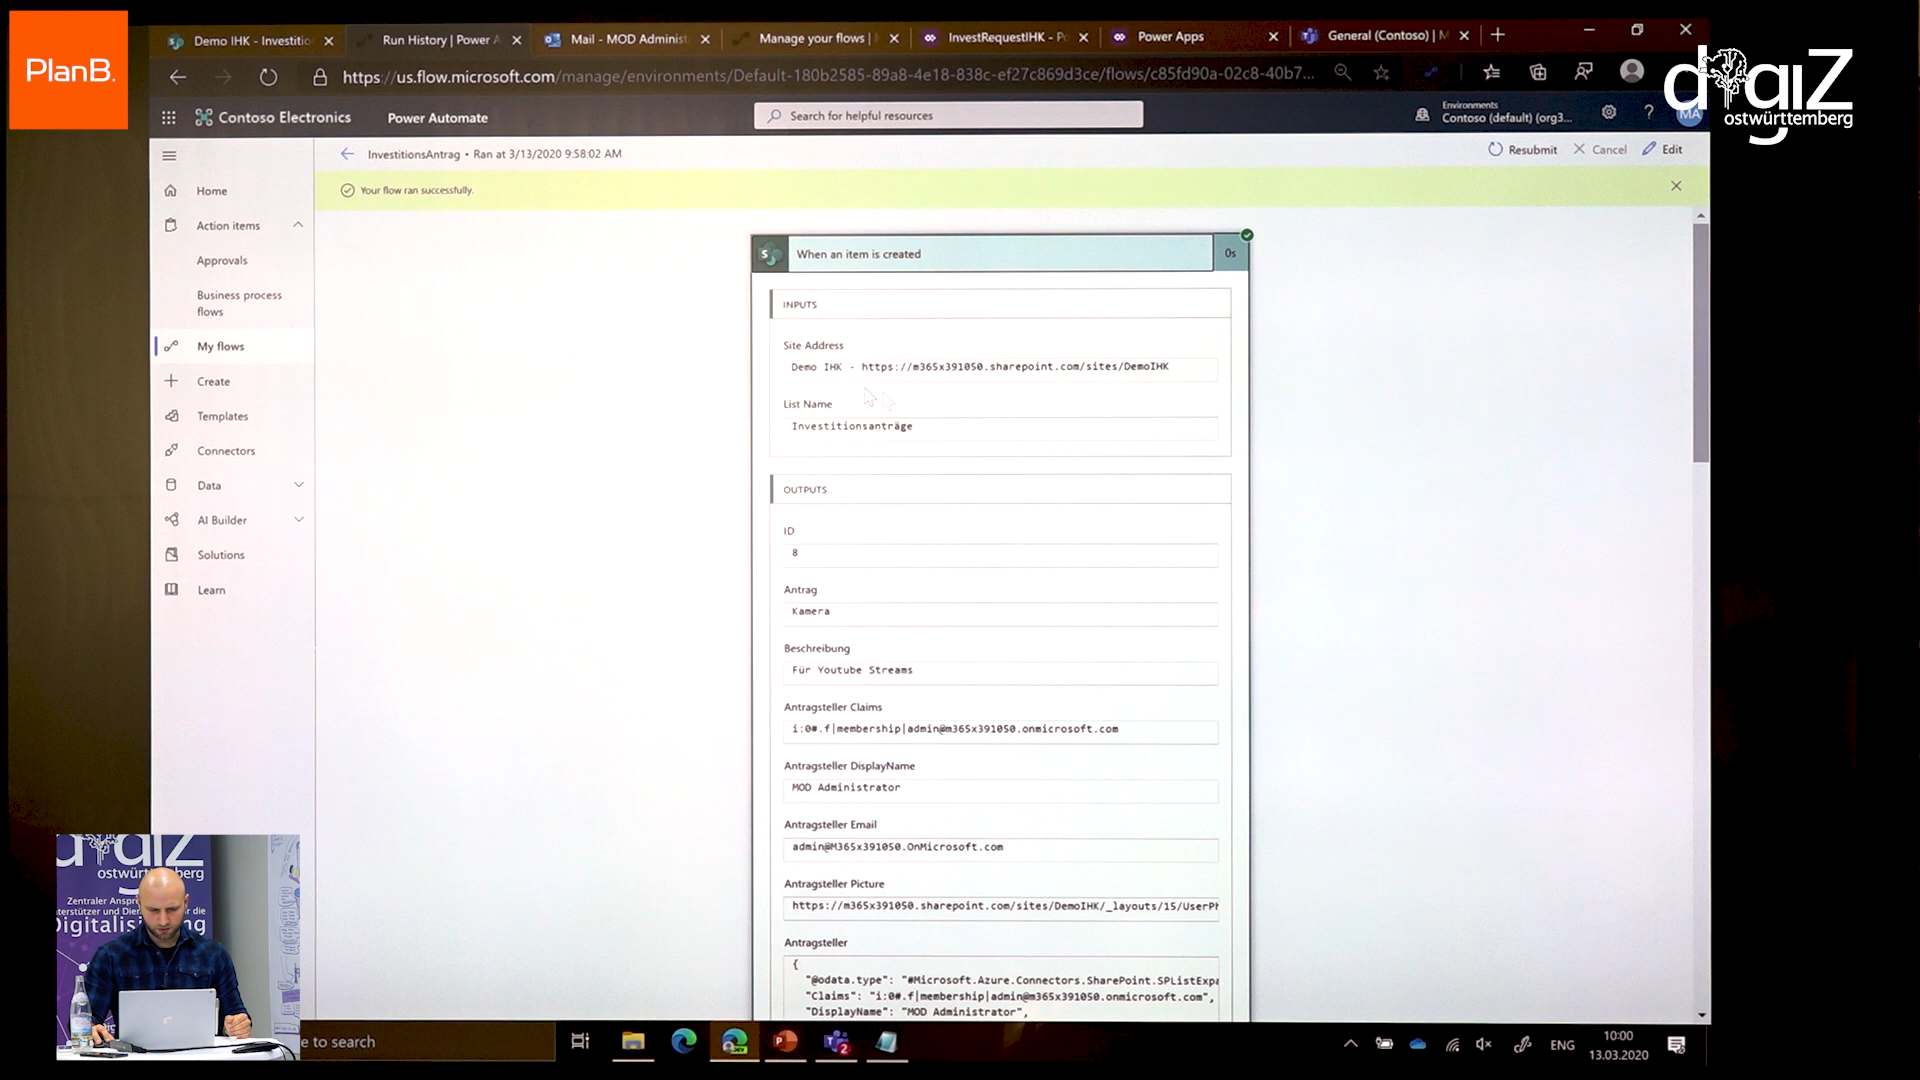 PlanB.
Demo IHK - Investitio
Run History | Power A
Mail - MOD Administ
Manage your flows |
InvestRequestIHK - Po
Power Apps
General (Contoso) | M
https://us.flow.microsoft.com/manage/environments/Default-180b2585-89a8-4e18-838c-ef27c869d3ce/flows/c85fd90a-02c8-40b7...
digiZ
ostwürttemberg
Contoso Electronics
Power Automate
Search for helpful resources
Environments
Contoso (default) (org3...
?
MA
InvestitionsAntrag • Ran at 3/13/2020 9:58:02 AM
Resubmit
Cancel
Edit
Your flow ran successfully.
Home
Action items
Approvals
Business process
flows
My flows
Create
Templates
Connectors
Data
AI Builder
Solutions
Learn
When an item is created
0s
INPUTS
Site Address
Demo IHK - https://m365x391050.sharepoint.com/sites/DemoIHK
List Name
Investitionsanträge
OUTPUTS
ID
8
Antrag
Kamera
Beschreibung
Für Youtube Streams
Antragsteller Claims
i:0#.f|membership|admin@m365x391050.onmicrosoft.com
Antragsteller DisplayName
MOD Administrator
Antragsteller Email
admin@M365x391050.OnMicrosoft.com
Antragsteller Picture
https://m365x391050.sharepoint.com/sites/DemoIHK/_layouts/15/UserPh
Antragsteller
{
"@odata.type": "#Microsoft.Azure.Connectors.SharePoint.SPListExpa
"Claims": "i:0#.f|membership|admin@m365x391050.onmicrosoft.com",
"DisplayName": "MOD Administrator",
digiZ
ostwürttemberg
Zentraler Anspr
die
e to search
ENG
10:00
13.03.2020